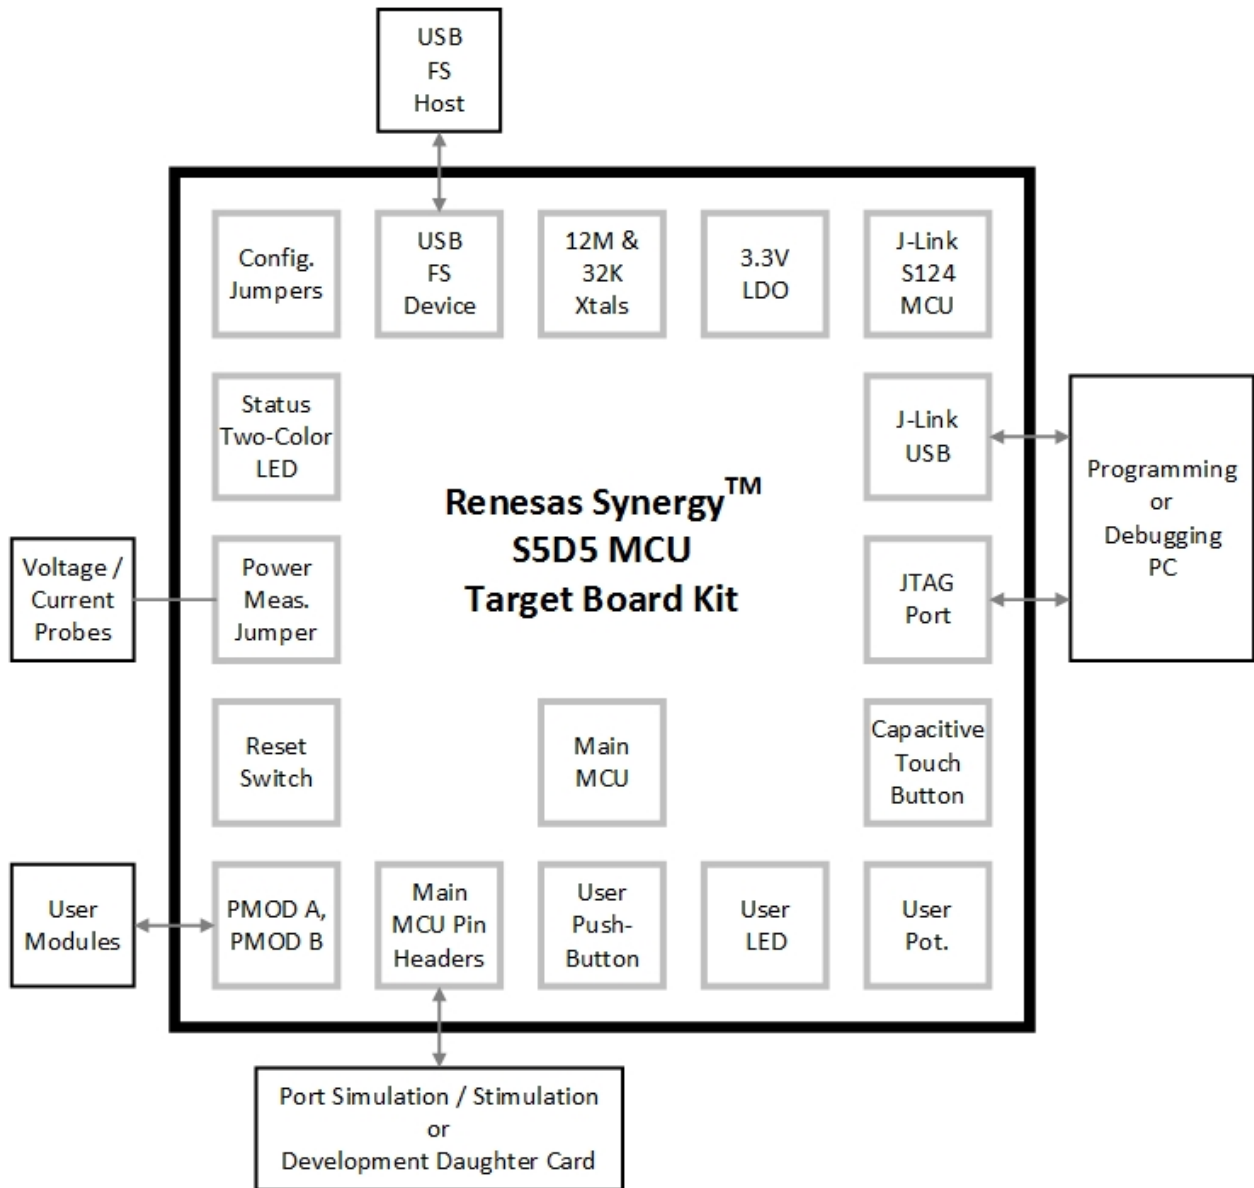 USB
FS
Host
Config.
Jumpers
USB
FS
Device
12M &
32K
Xtals
3.3V
LDO
J-Link
S124
MCU
Status
Two-Color
LED
J-Link
USB
Programming
or
Debugging
PC
Renesas Synergy™
S5D5 MCU
Target Board Kit
Voltage /
Current
Probes
Power
Meas.
Jumper
JTAG
Port
Reset
Switch
Main
MCU
Capacitive
Touch
Button
User
Modules
PMOD A,
PMOD B
Main
MCU Pin
Headers
User
Push-
Button
User
LED
User
Pot.
Port Simulation / Stimulation
or
Development Daughter Card